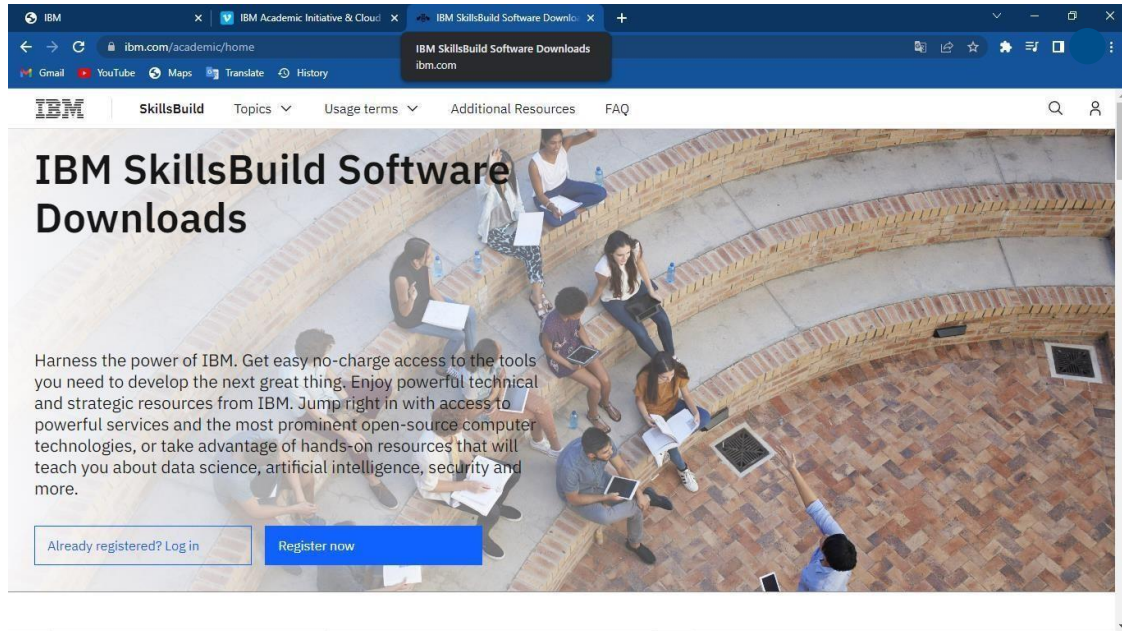 IBM
IBM Academic Initiative & Cloud
IBM SkillsBuild Software Downlo
ibm.com/academic/home
IBM SkillsBuild Software Downloads
ibm.com
Gmail
YouTube
Maps
Translate
History
IBM
SkillsBuild
Topics
Usage terms
Additional Resources
FAQ
IBM SkillsBuild Software
Downloads
Harness the power of IBM. Get easy no-charge access to the tools
you need to develop the next great thing. Enjoy powerful technical
and strategic resources from IBM. Jump right in with access to
powerful services and the most prominent open-source computer
technologies, or take advantage of hands-on resources that will
teach you about data science, artificial intelligence, security and
more.
Already registered? Log in
Register now